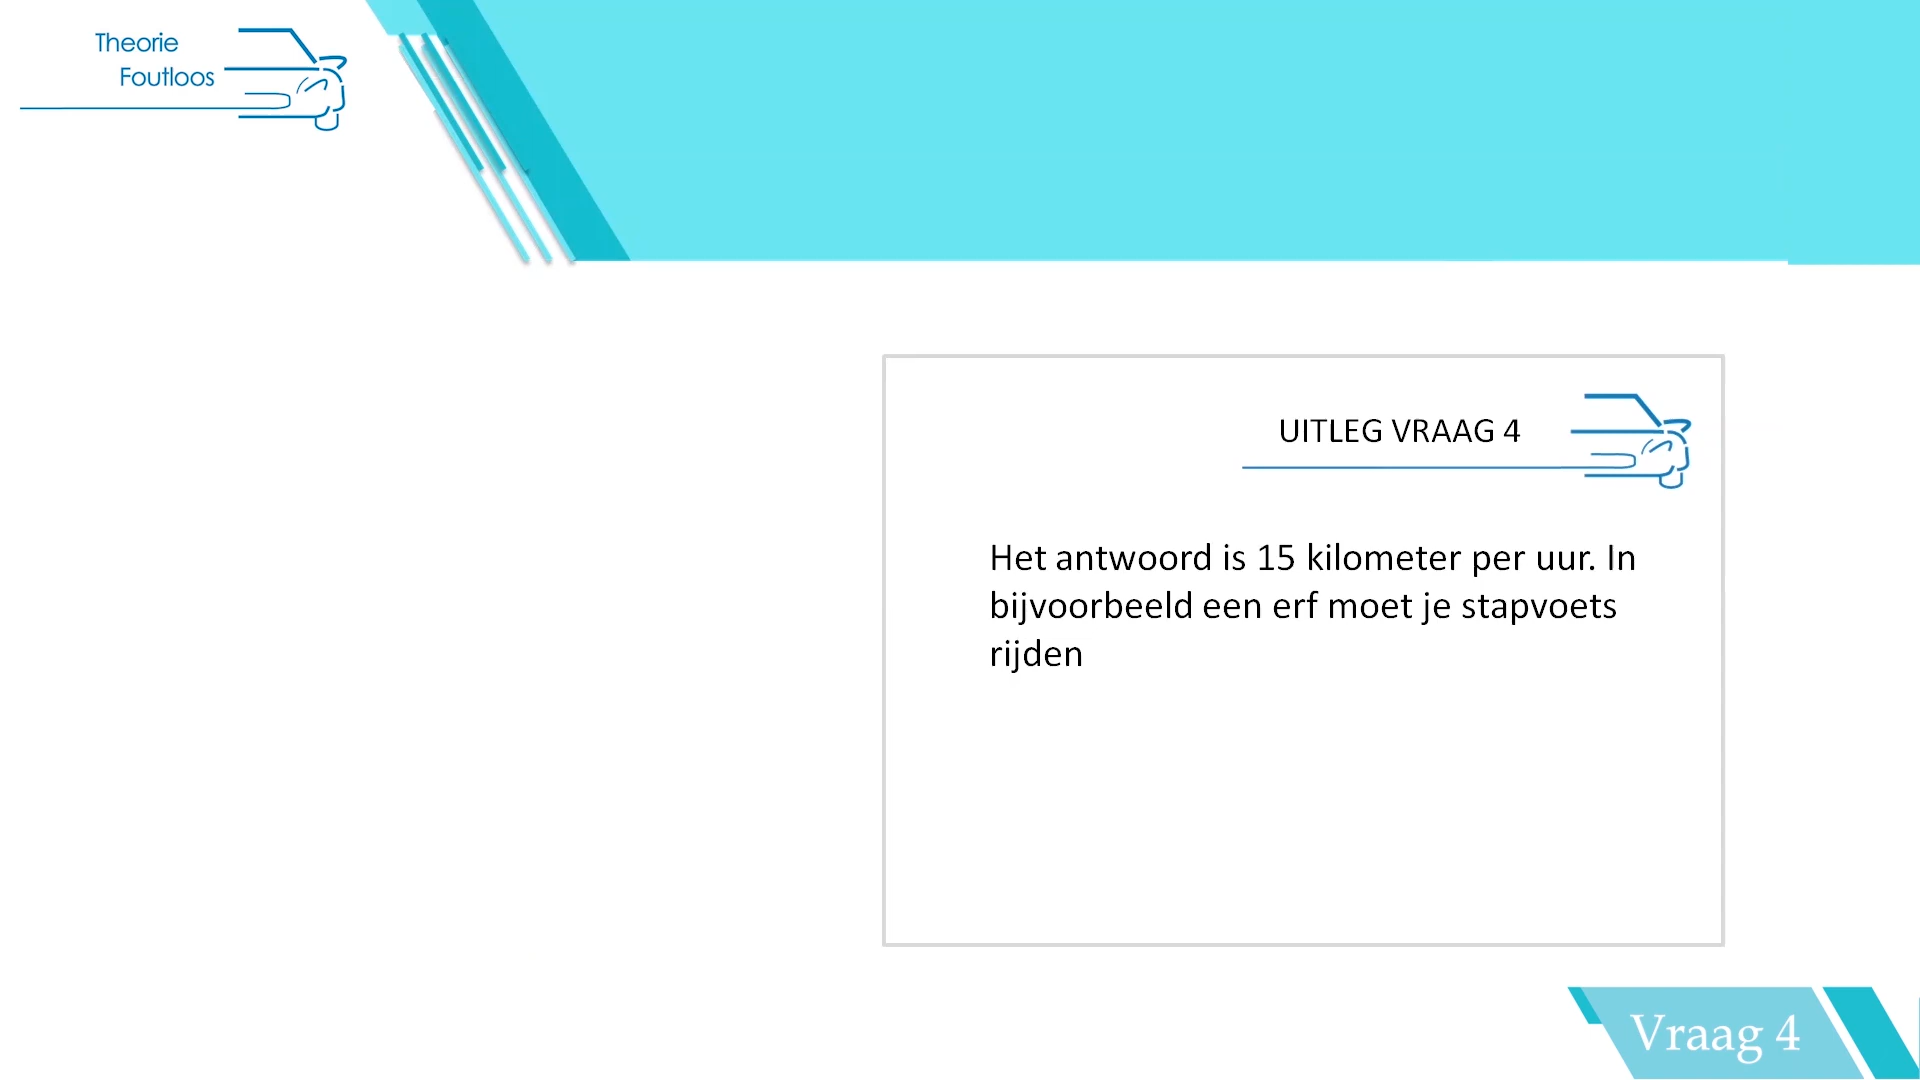 Theorie
Foutloos
UITLEG VRAAG 4
Het antwoord is 15 kilometer per uur. In
bijvoorbeeld een erf moet je stapvoets
rijden
Vraag 4